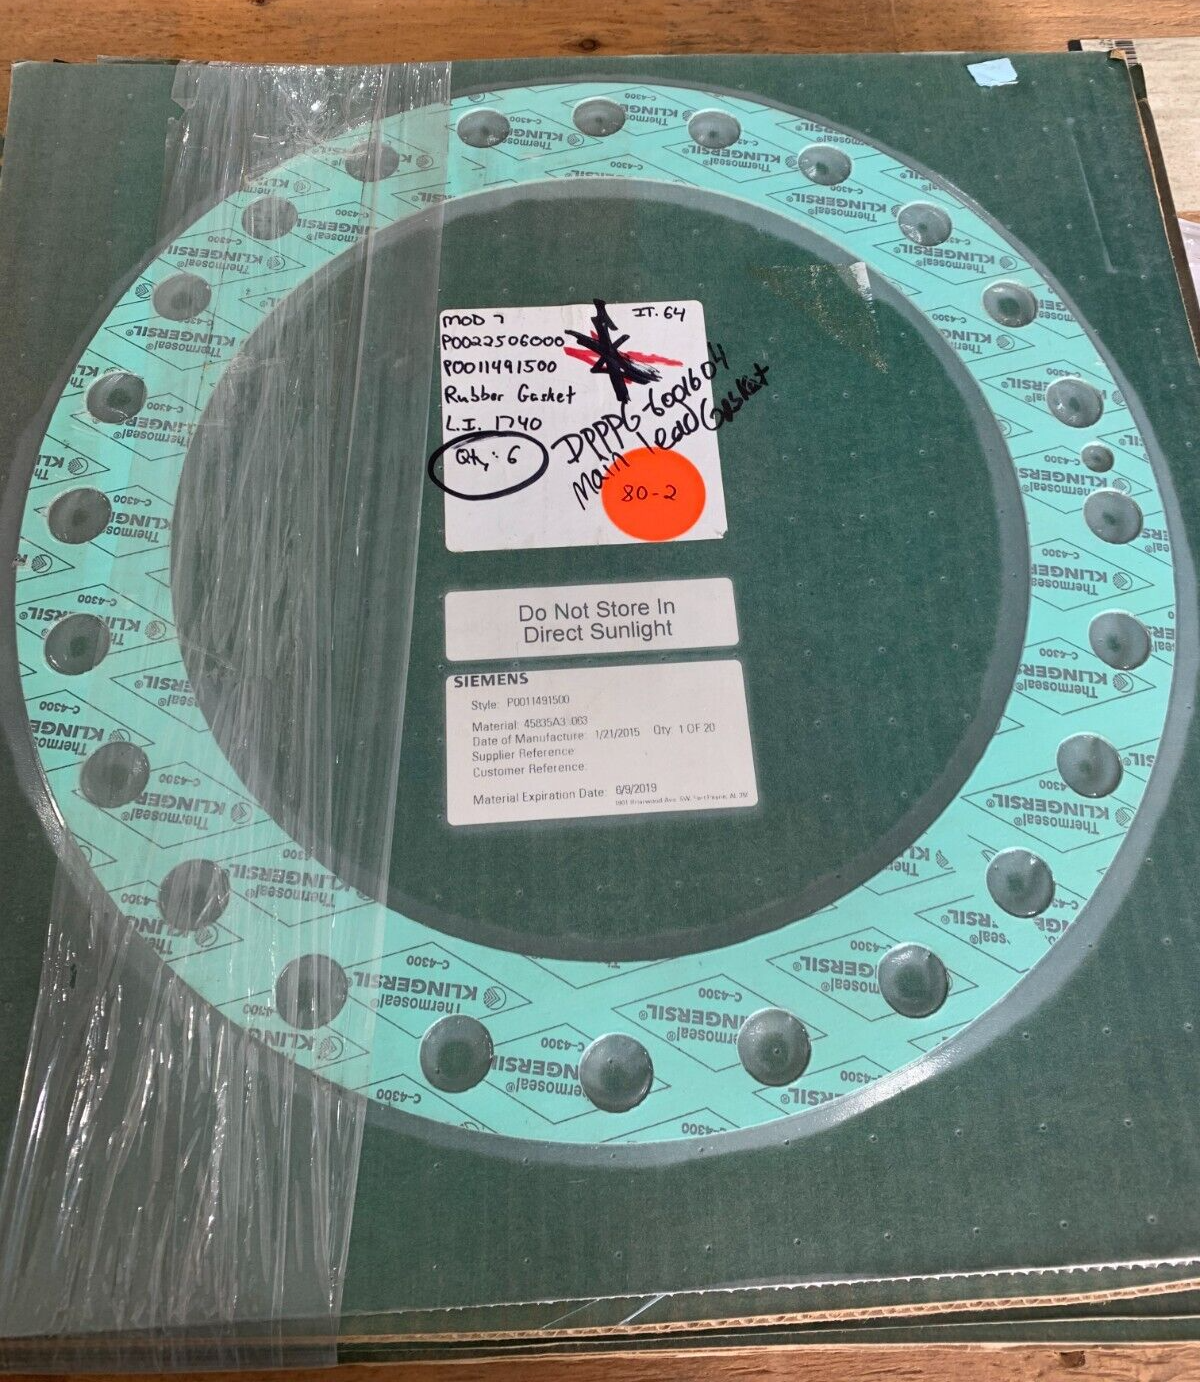 MOD 7
IT. 64
P0022506000
P0011491500
Rubber Gasket
L.I. 1740
Qty: 6
DPPPG-6001604
Main lead Gasket
80-2
Do Not Store In
Direct Sunlight
SIEMENS
Style: P0011491500
Material: 45835A3 .063
Date of Manufacture: 1/21/2015 Qty: 1 OF 20
Supplier Reference:
Customer Reference:
Material Expiration Date: 6/9/2019
KLINGERSIL®
C-4300
Thermoseal®